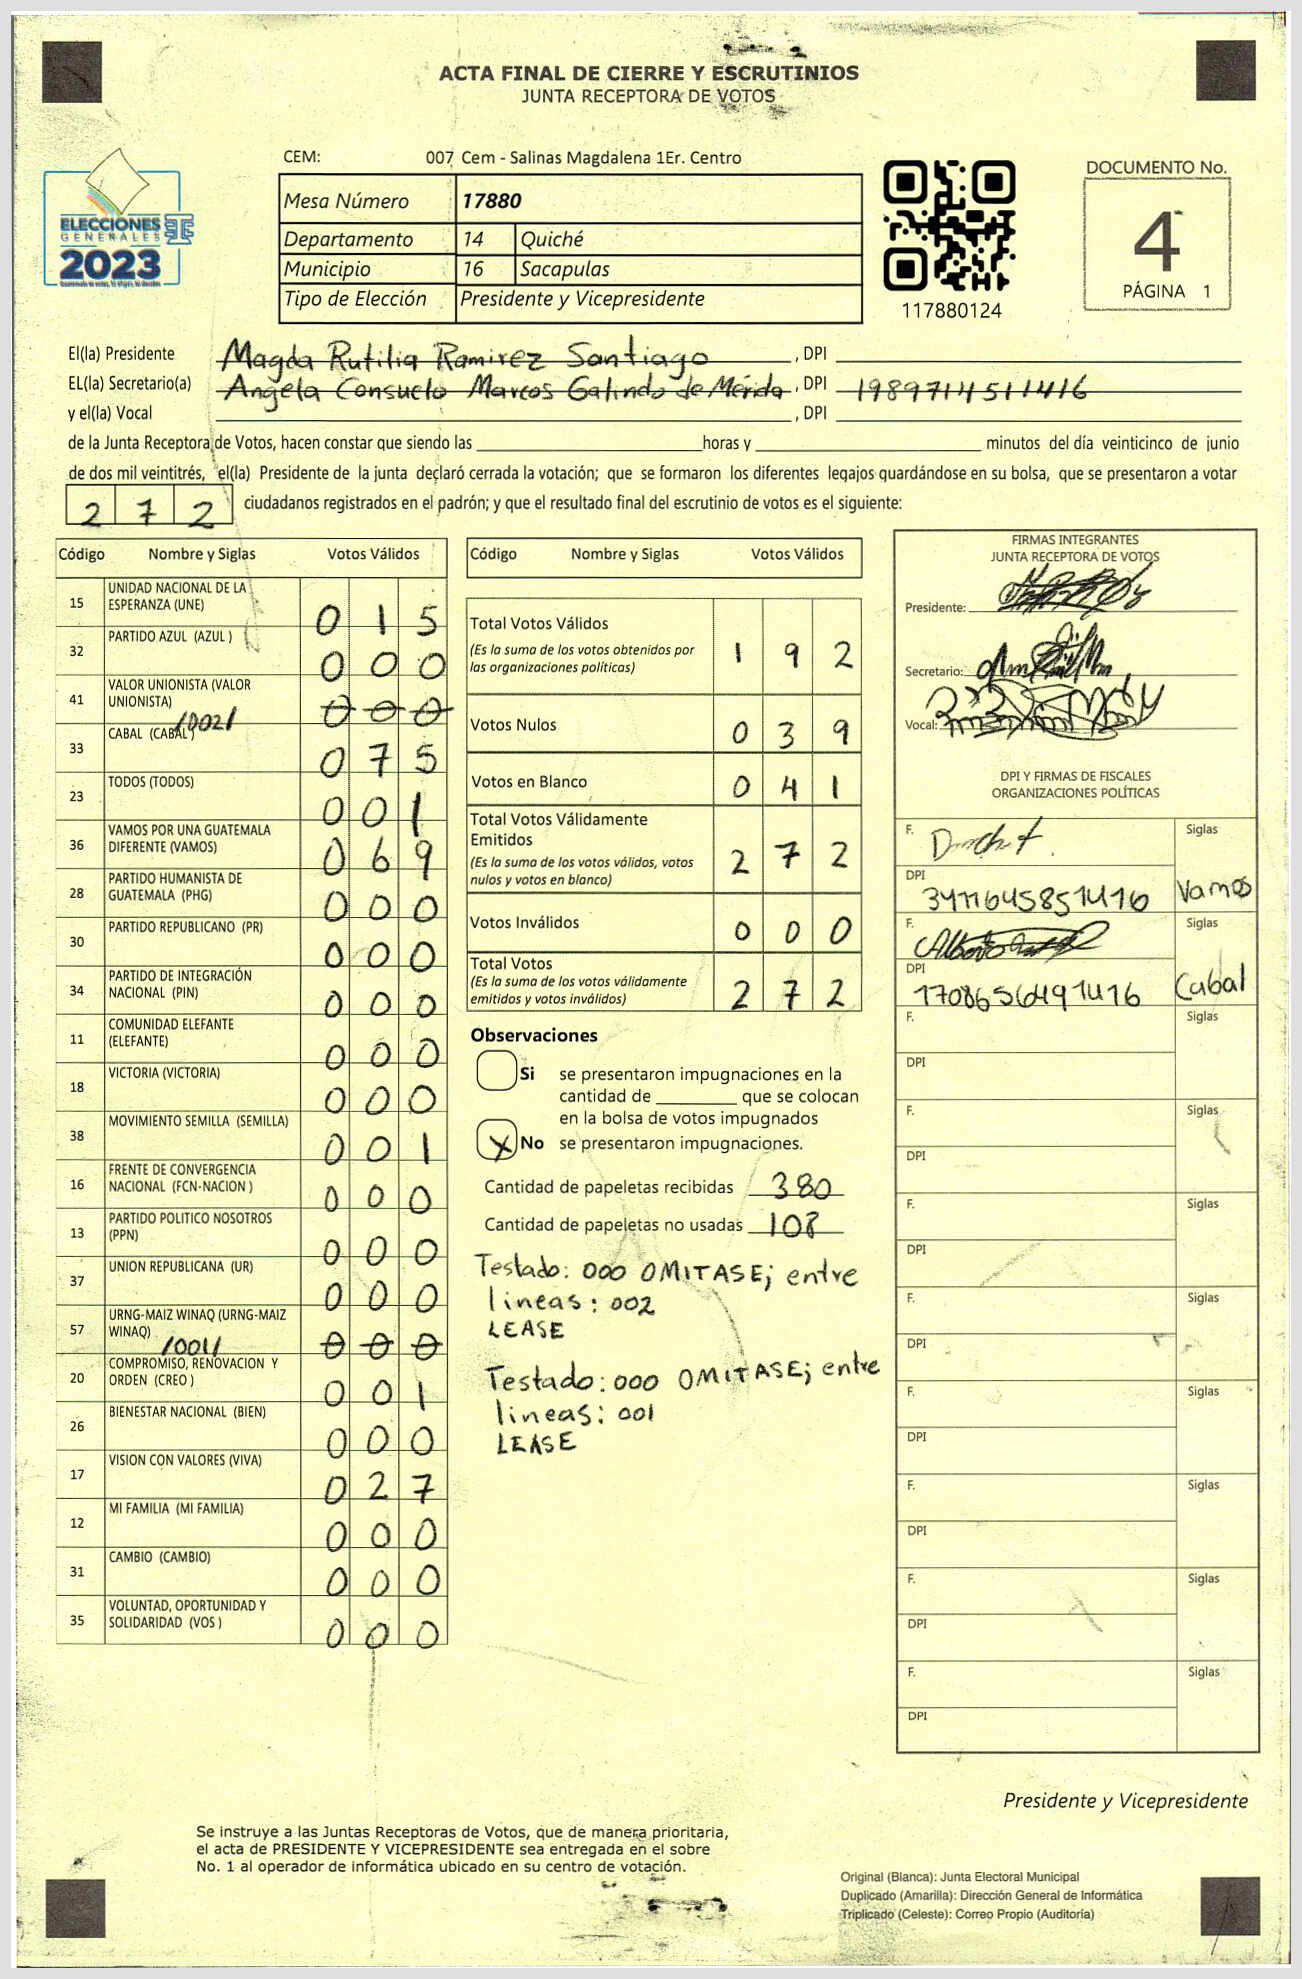 ACTA FINAL DE CIERRE Y ESCRUTINIOS
JUNTA RECEPTORA DE VOTOS
CEM: 007 Cem - Salinas Magdalena 1Er. Centro
ELECCIONES
GENERALES
2023
Mesa Número 17880
Departamento 14 Quiché
Municipio 16 Sacapulas
Tipo de Elección Presidente y Vicepresidente
117880124
DOCUMENTO No.
4
PÁGINA 1
El(la) Presidente Magda Rutilia Ramirez Santiago , DPI
EL(la) Secretario(a) Angela Consuelo Marcos Galindo de Mérida , DPI 1989714511416
y el(la) Vocal , DPI
de la Junta Receptora de Votos, hacen constar que siendo las horas y minutos del día veinticinco de junio
de dos mil veintitrés, el(la) Presidente de la junta declaró cerrada la votación; que se formaron los diferentes legajos guardándose en su bolsa, que se presentaron a votar
272 ciudadanos registrados en el padrón; y que el resultado final del escrutinio de votos es el siguiente:
Código Nombre y Siglas Votos Válidos
15 UNIDAD NACIONAL DE LA ESPERANZA (UNE) 0 1 5
32 PARTIDO AZUL (AZUL ) 0 0 0
41 VALOR UNIONISTA (VALOR UNIONISTA) /002/ 0 0 0
33 CABAL (CABAL ) 0 7 5
23 TODOS (TODOS) 0 0 1
36 VAMOS POR UNA GUATEMALA DIFERENTE (VAMOS) 0 6 9
28 PARTIDO HUMANISTA DE GUATEMALA (PHG) 0 0 0
30 PARTIDO REPUBLICANO (PR) 0 0 0
34 PARTIDO DE INTEGRACIÓN NACIONAL (PIN) 0 0 0
11 COMUNIDAD ELEFANTE (ELEFANTE) 0 0 0
18 VICTORIA (VICTORIA) 0 0 0
38 MOVIMIENTO SEMILLA (SEMILLA) 0 0 1
16 FRENTE DE CONVERGENCIA NACIONAL (FCN-NACION ) 0 0 0
13 PARTIDO POLITICO NOSOTROS (PPN) 0 0 0
37 UNION REPUBLICANA (UR) 0 0 0
57 URNG-MAIZ WINAQ (URNG-MAIZ WINAQ) /001/ 0 0 0
20 COMPROMISO, RENOVACION Y ORDEN (CREO ) 0 0 1
26 BIENESTAR NACIONAL (BIEN) 0 0 0
17 VISION CON VALORES (VIVA) 0 2 7
12 MI FAMILIA (MI FAMILIA) 0 0 0
31 CAMBIO (CAMBIO) 0 0 0
35 VOLUNTAD, OPORTUNIDAD Y SOLIDARIDAD (VOS ) 0 0 0
Código Nombre y Siglas Votos Válidos
Total Votos Válidos 1 9 2
(Es la suma de los votos obtenidos por
las organizaciones políticas)
Votos Nulos 0 3 9
Votos en Blanco 0 4 1
Total Votos Válidamente
Emitidos 2 7 2
(Es la suma de los votos válidos, votos
nulos y votos en blanco)
Votos Inválidos 0 0 0
Total Votos 2 7 2
(Es la suma de los votos válidamente
emitidos y votos inválidos)
Observaciones
Si se presentaron impugnaciones en la
cantidad de que se colocan
en la bolsa de votos impugnados
X No se presentaron impugnaciones.
Cantidad de papeletas recibidas 380
Cantidad de papeletas no usadas 108
Testado: 000 OMITASE; entre
lineas: 002
LEASE
Testado: 000 OMITASE; entre
lineas: 001
LEASE
FIRMAS INTEGRANTES
JUNTA RECEPTORA DE VOTOS
Presidente:
Secretario:
Vocal:
DPI Y FIRMAS DE FISCALES
ORGANIZACIONES POLÍTICAS
F. Siglas
DPI 3411645851416 Vamos
F. Siglas
DPI 1708656491416 Cabal
F. Siglas
DPI
F. Siglas
DPI
F. Siglas
DPI
F. Siglas
DPI
F. Siglas
DPI
F. Siglas
DPI
F. Siglas
DPI
F. Siglas
DPI
Presidente y Vicepresidente
Se instruye a las Juntas Receptoras de Votos, que de manera prioritaria,
el acta de PRESIDENTE Y VICEPRESIDENTE sea entregada en el sobre
No. 1 al operador de informática ubicado en su centro de votación.
Original (Blanca): Junta Electoral Municipal
Duplicado (Amarilla): Dirección General de Informática
Triplicado (Celeste): Correo Propio (Auditoría)